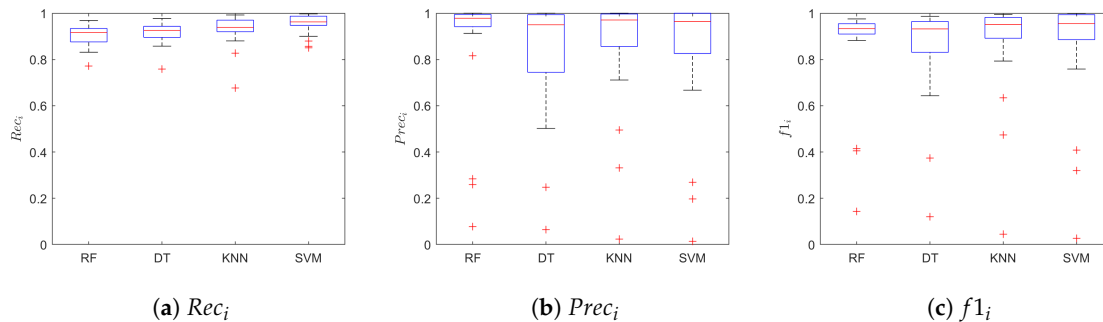 1
0.8
0.6
0.4
0.2
0
Rec_i
RF DT KNN SVM
(a) Rec_i
1
0.8
0.6
0.4
0.2
0
Prec_i
RF DT KNN SVM
(b) Prec_i
1
0.8
0.6
0.4
0.2
0
f1_i
RF DT KNN SVM
(c) f1_i